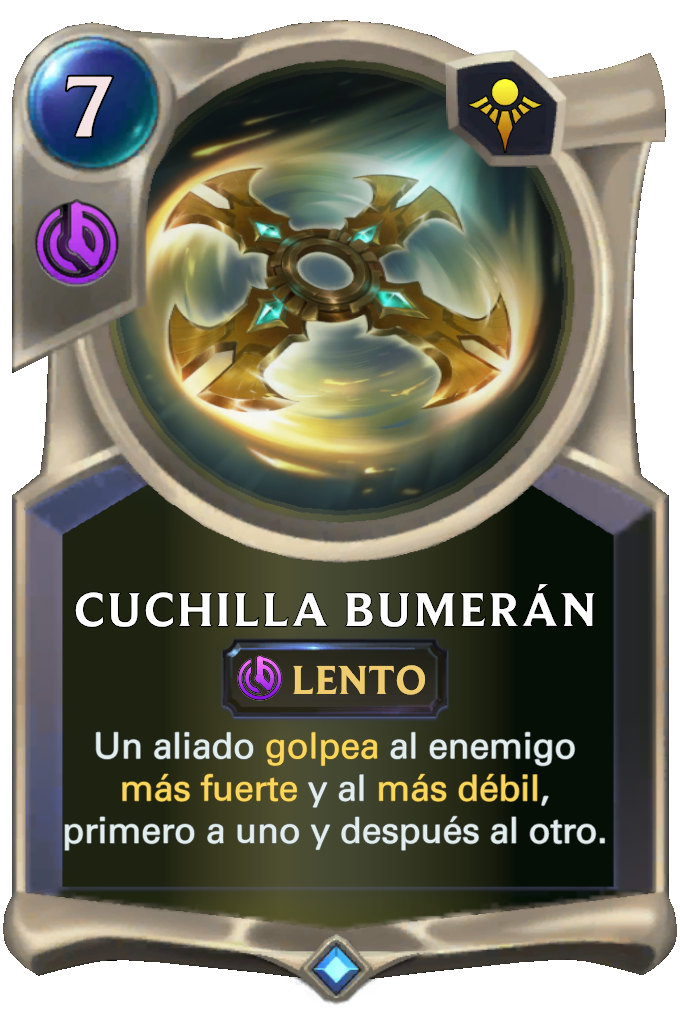 7
CUCHILLA BUMERÁN
LENTO
Un aliado golpea al enemigo
más fuerte y al más débil,
primero a uno y después al otro.